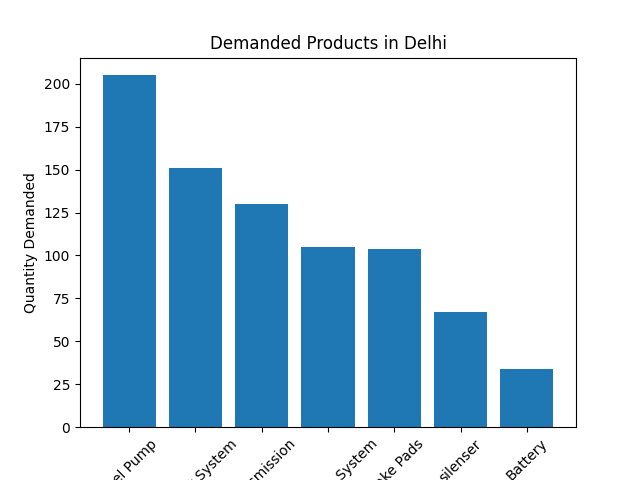 Demanded Products in Delhi
Quantity Demanded
200
175
150
125
100
75
50
25
0
el Pump
System
smission
System
ke Pads
silenser
Battery